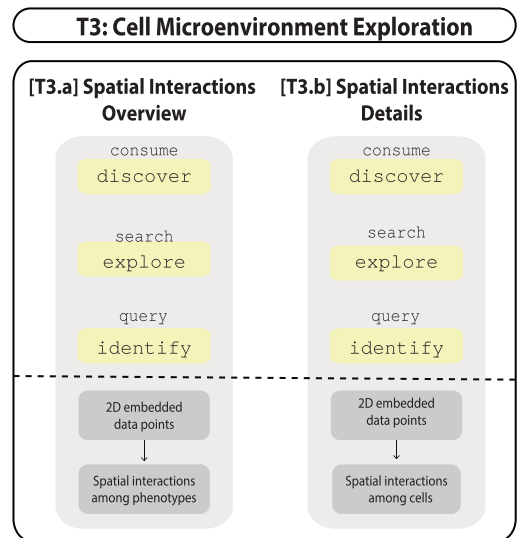 T3: Cell Microenvironment Exploration
[T3.a] Spatial Interactions
Overview
consume
discover
search
explore
query
identify
2D embedded
data points
Spatial interactions
among phenotypes
[T3.b] Spatial Interactions
Details
consume
discover
search
explore
query
identify
2D embedded
data points
Spatial interactions
among cells